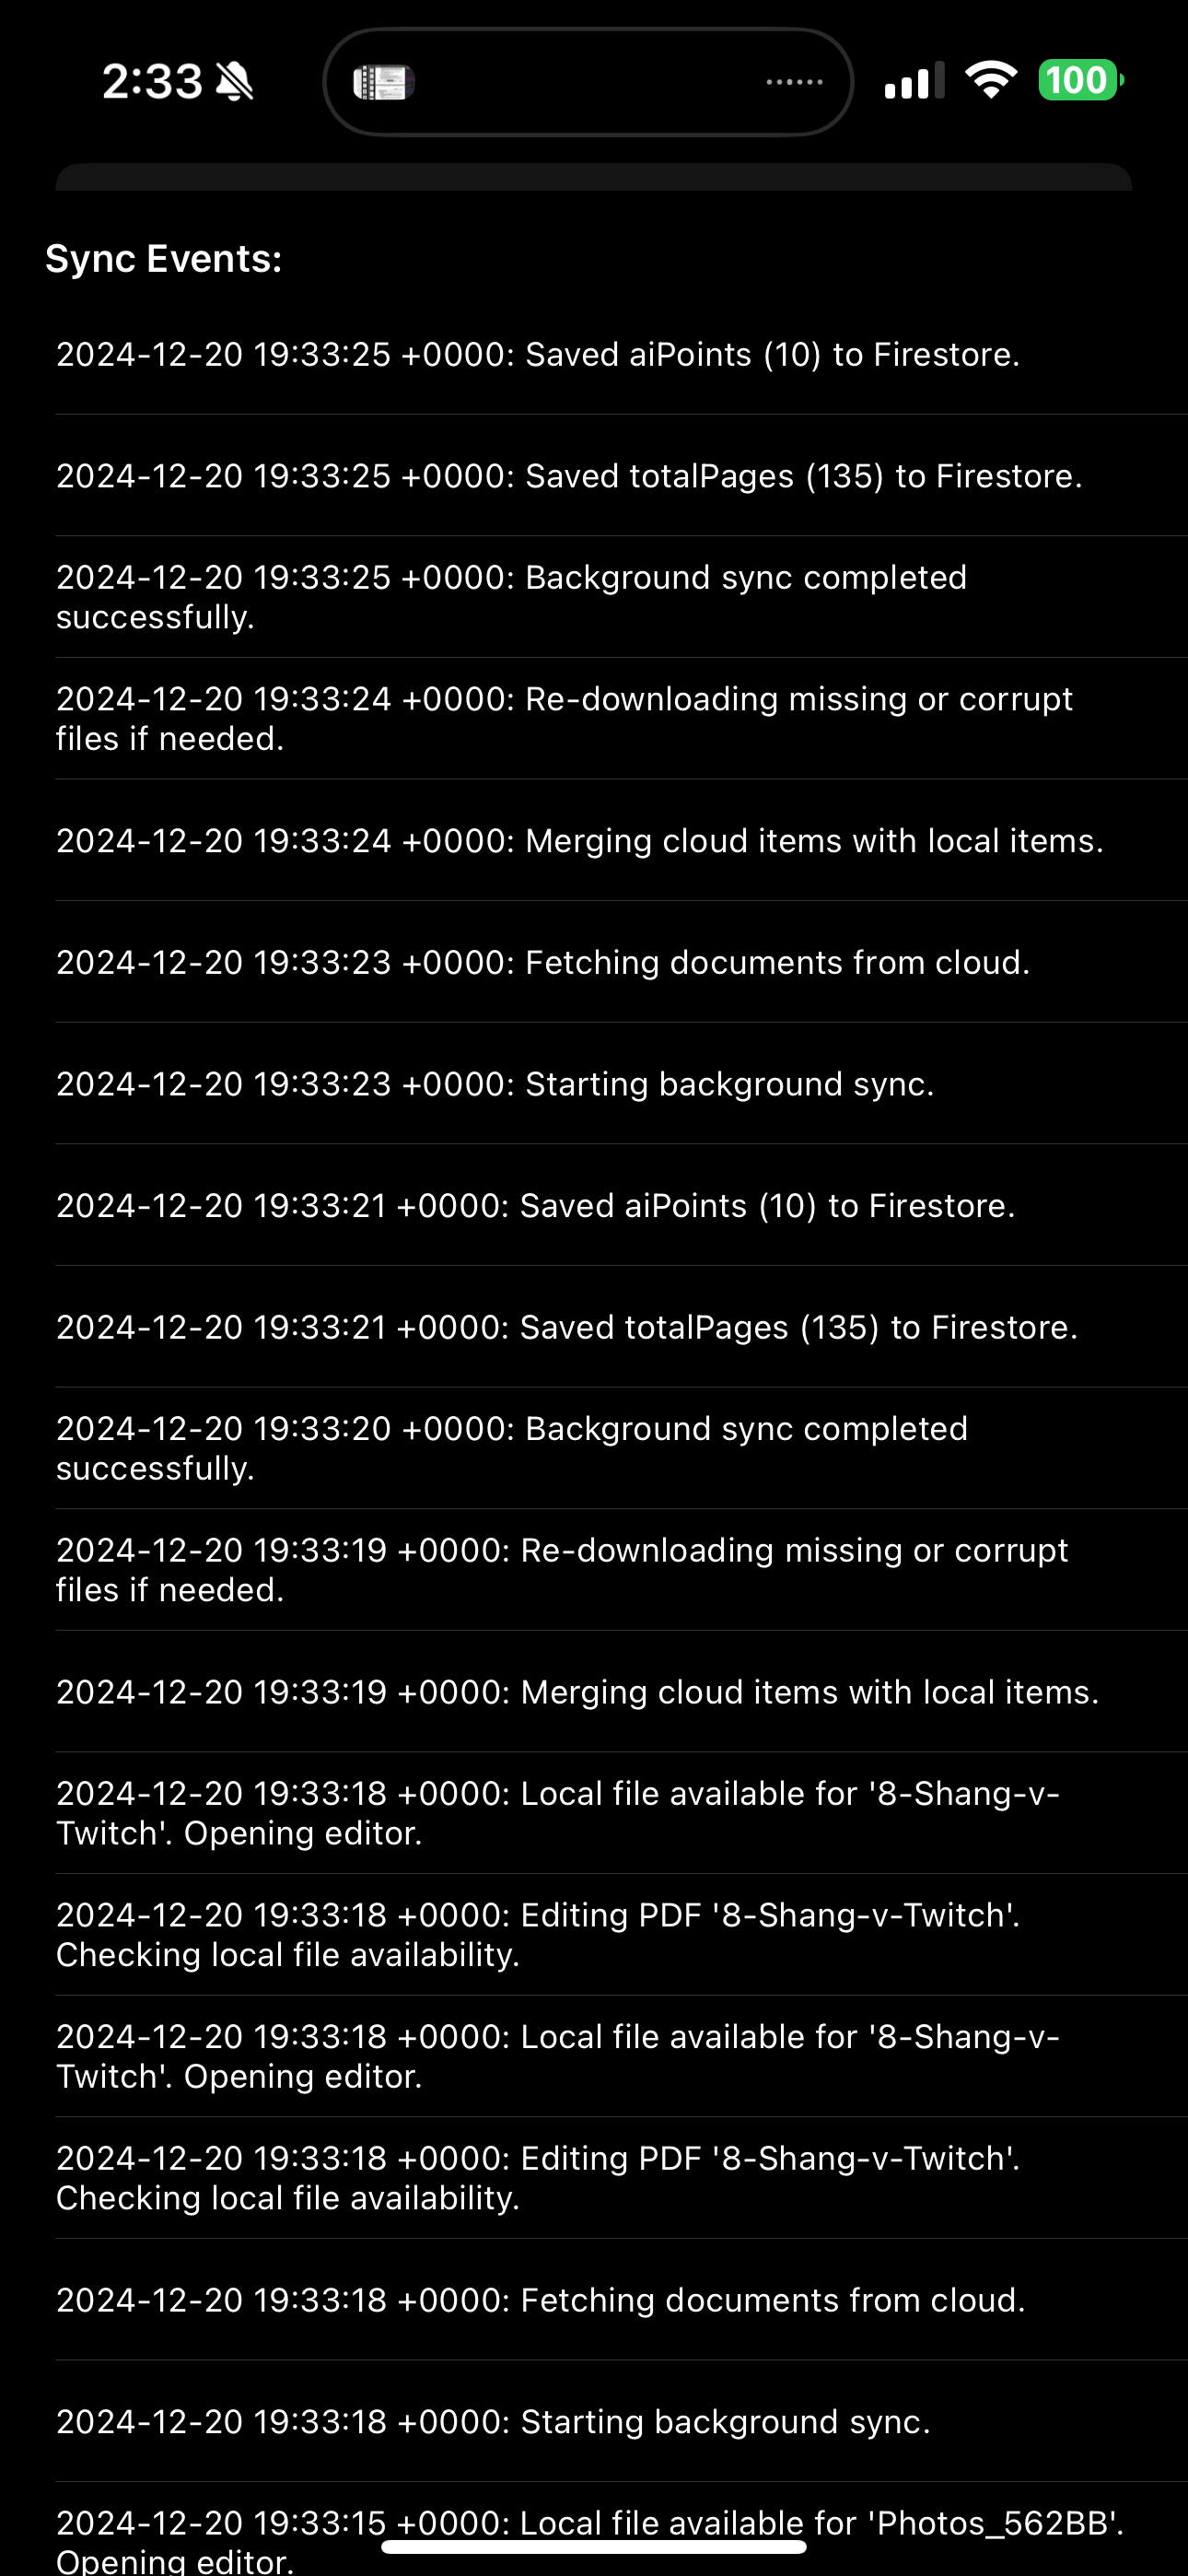 2:33
100
Sync Events:
2024-12-20 19:33:25 +0000: Saved aiPoints (10) to Firestore.
2024-12-20 19:33:25 +0000: Saved totalPages (135) to Firestore.
2024-12-20 19:33:25 +0000: Background sync completed
successfully.
2024-12-20 19:33:24 +0000: Re-downloading missing or corrupt
files if needed.
2024-12-20 19:33:24 +0000: Merging cloud items with local items.
2024-12-20 19:33:23 +0000: Fetching documents from cloud.
2024-12-20 19:33:23 +0000: Starting background sync.
2024-12-20 19:33:21 +0000: Saved aiPoints (10) to Firestore.
2024-12-20 19:33:21 +0000: Saved totalPages (135) to Firestore.
2024-12-20 19:33:20 +0000: Background sync completed
successfully.
2024-12-20 19:33:19 +0000: Re-downloading missing or corrupt
files if needed.
2024-12-20 19:33:19 +0000: Merging cloud items with local items.
2024-12-20 19:33:18 +0000: Local file available for '8-Shang-v-
Twitch'. Opening editor.
2024-12-20 19:33:18 +0000: Editing PDF '8-Shang-v-Twitch'.
Checking local file availability.
2024-12-20 19:33:18 +0000: Local file available for '8-Shang-v-
Twitch'. Opening editor.
2024-12-20 19:33:18 +0000: Editing PDF '8-Shang-v-Twitch'.
Checking local file availability.
2024-12-20 19:33:18 +0000: Fetching documents from cloud.
2024-12-20 19:33:18 +0000: Starting background sync.
2024-12-20 19:33:15 +0000: Local file available for 'Photos_562BB'.
Opening editor.